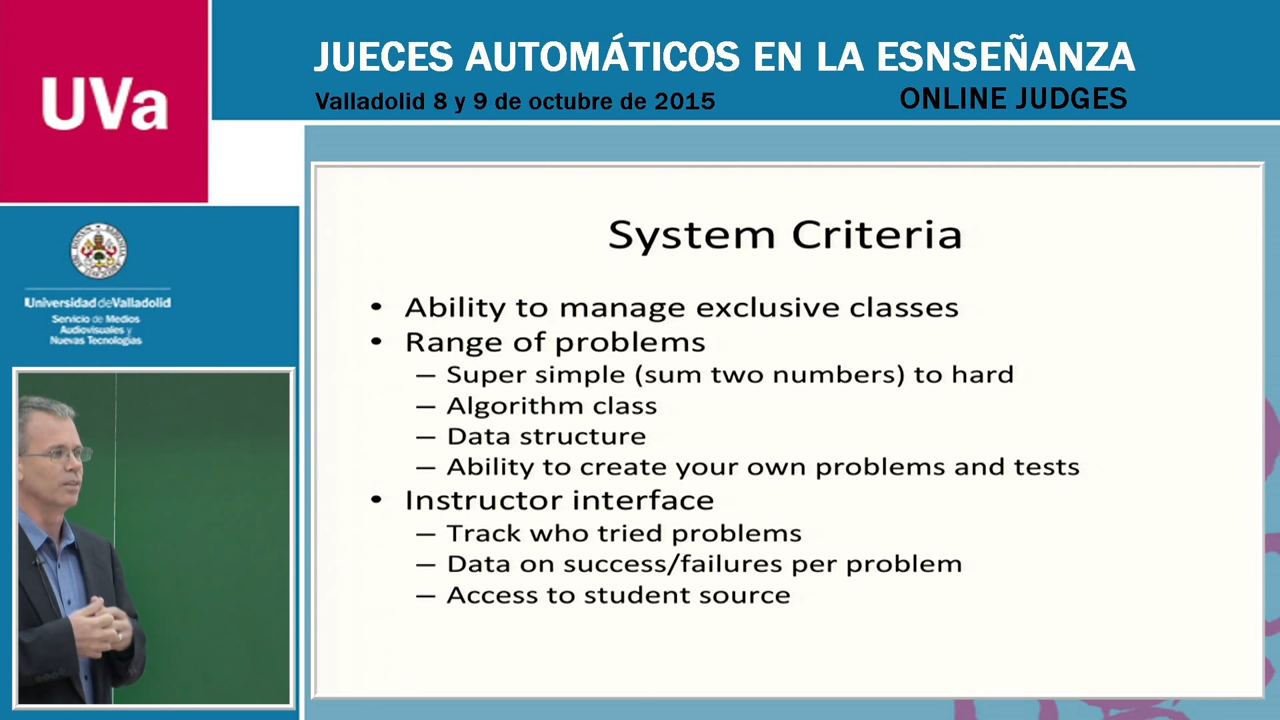 JUECES AUTOMÁTICOS EN LA ESNSEÑANZA
Valladolid 8 y 9 de octubre de 2015
ONLINE JUDGES
UVa
Universidad de Valladolid
Servicio de Medios
Audiovisuales y
Nuevas Tecnologías
System Criteria
• Ability to manage exclusive classes
• Range of problems
– Super simple (sum two numbers) to hard
– Algorithm class
– Data structure
– Ability to create your own problems and tests
• Instructor interface
– Track who tried problems
– Data on success/failures per problem
– Access to student source